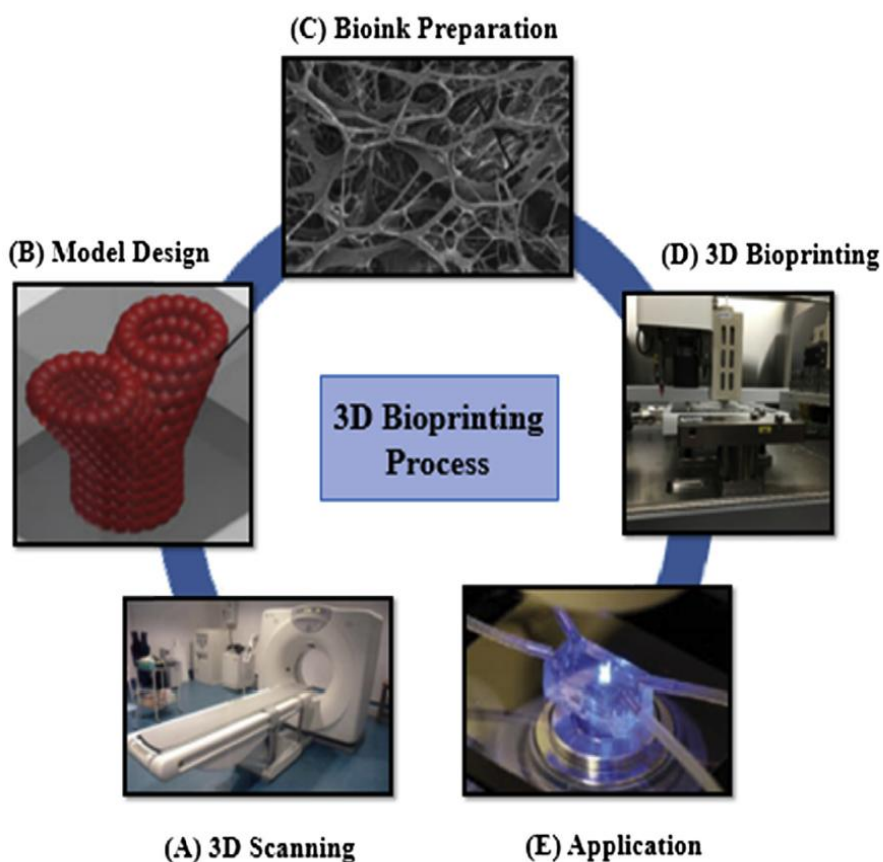 (C) Bioink Preparation
(B) Model Design
(D) 3D Bioprinting
3D Bioprinting
Process
(A) 3D Scanning
(E) Application